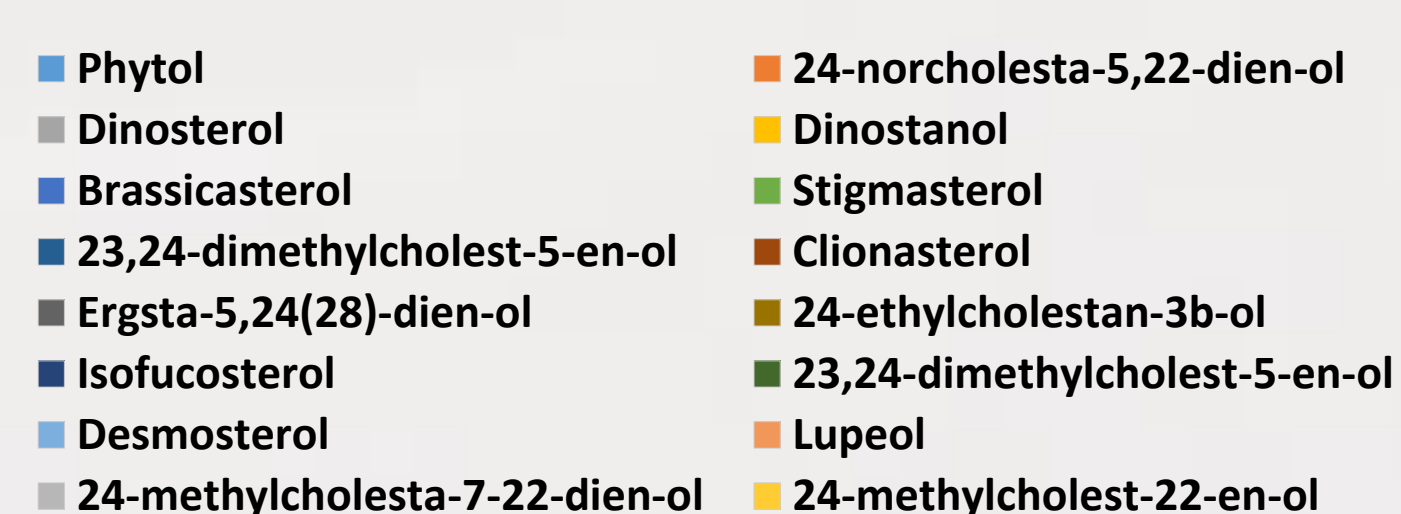 Phytol
24-norcholesta-5,22-dien-ol
Dinosterol
Dinostanol
Brassicasterol
Stigmasterol
23,24-dimethylcholest-5-en-ol
Clionasterol
Ergsta-5,24(28)-dien-ol
24-ethylcholestan-3b-ol
Isofucosterol
23,24-dimethylcholest-5-en-ol
Desmosterol
Lupeol
24-methylcholesta-7-22-dien-ol
24-methylcholest-22-en-ol